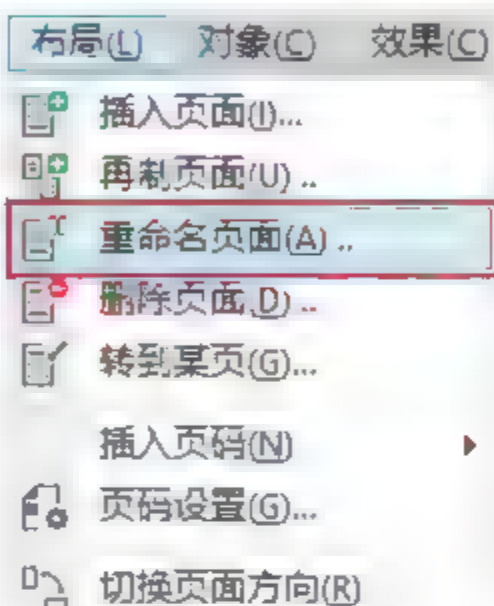 布局(L) 对象(C) 效果(C)
插入页面(I)...
再制页面(U)...
重命名页面(A)...
删除页面(D)...
转到某页(G)...
插入页码(N)
页码设置(G)...
切换页面方向(R)